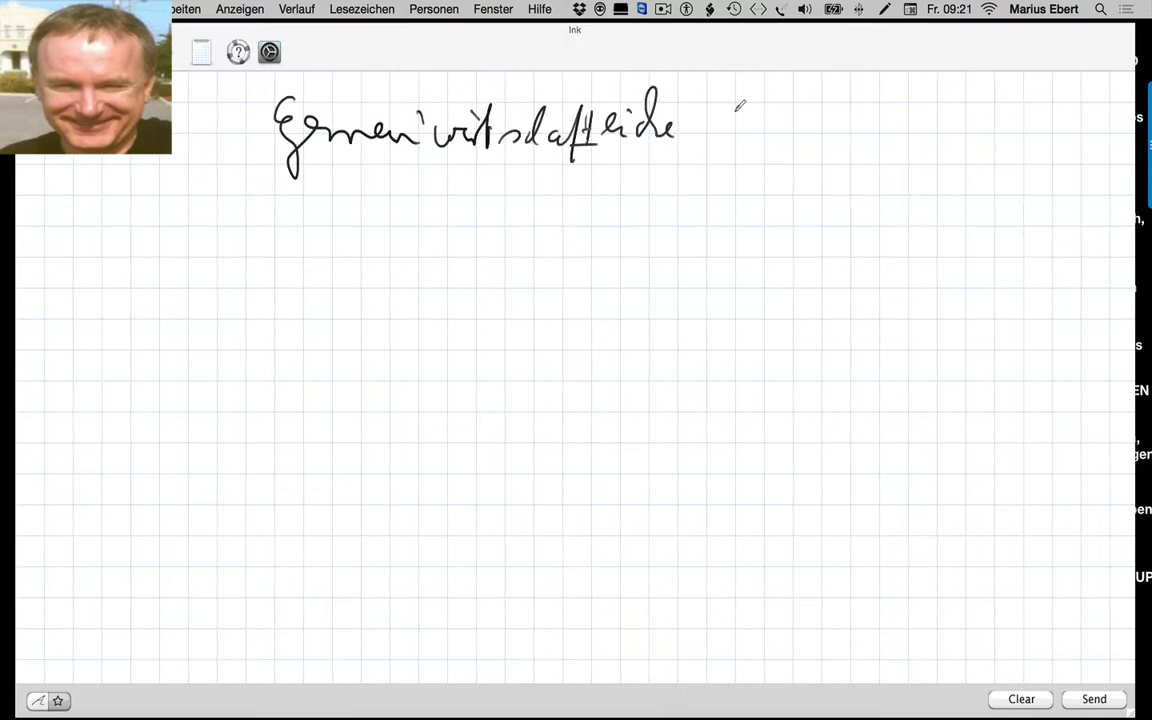 beiten Anzeigen Verlauf Lesezeichen Personen Fenster Hilfe Fr. 09:21 Marius Ebert
Ink
gemeinwirtschaftliche
Clear Send